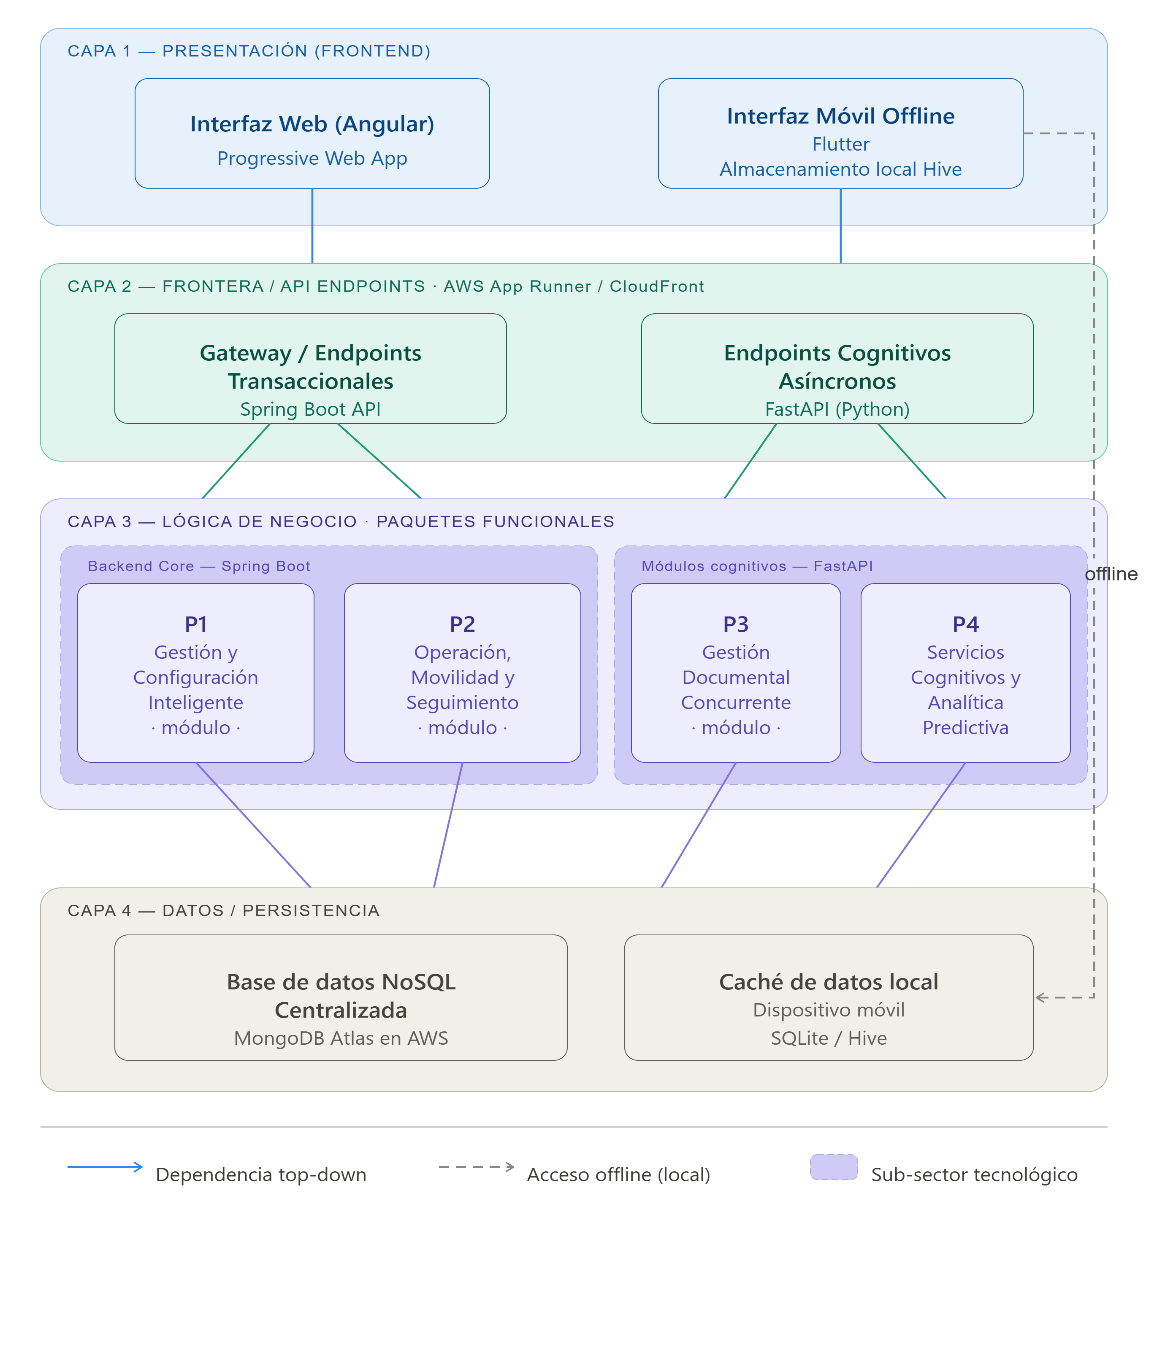 CAPA 1 — PRESENTACIÓN (FRONTEND)
Interfaz Web (Angular)
Progressive Web App
Interfaz Móvil Offline
Flutter
Almacenamiento local Hive
CAPA 2 — FRONTERA / API ENDPOINTS · AWS App Runner / CloudFront
Gateway / Endpoints
Transaccionales
Spring Boot API
Endpoints Cognitivos
Asíncronos
FastAPI (Python)
CAPA 3 — LÓGICA DE NEGOCIO · PAQUETES FUNCIONALES
Backend Core — Spring Boot
P1
Gestión y
Configuración
Inteligente
· módulo ·
P2
Operación,
Movilidad y
Seguimiento
· módulo ·
Módulos cognitivos — FastAPI
P3
Gestión
Documental
Concurrente
· módulo ·
P4
Servicios
Cognitivos y
Analítica
Predictiva
offline
CAPA 4 — DATOS / PERSISTENCIA
Base de datos NoSQL
Centralizada
MongoDB Atlas en AWS
Caché de datos local
Dispositivo móvil
SQLite / Hive
Dependencia top-down
Acceso offline (local)
Sub-sector tecnológico